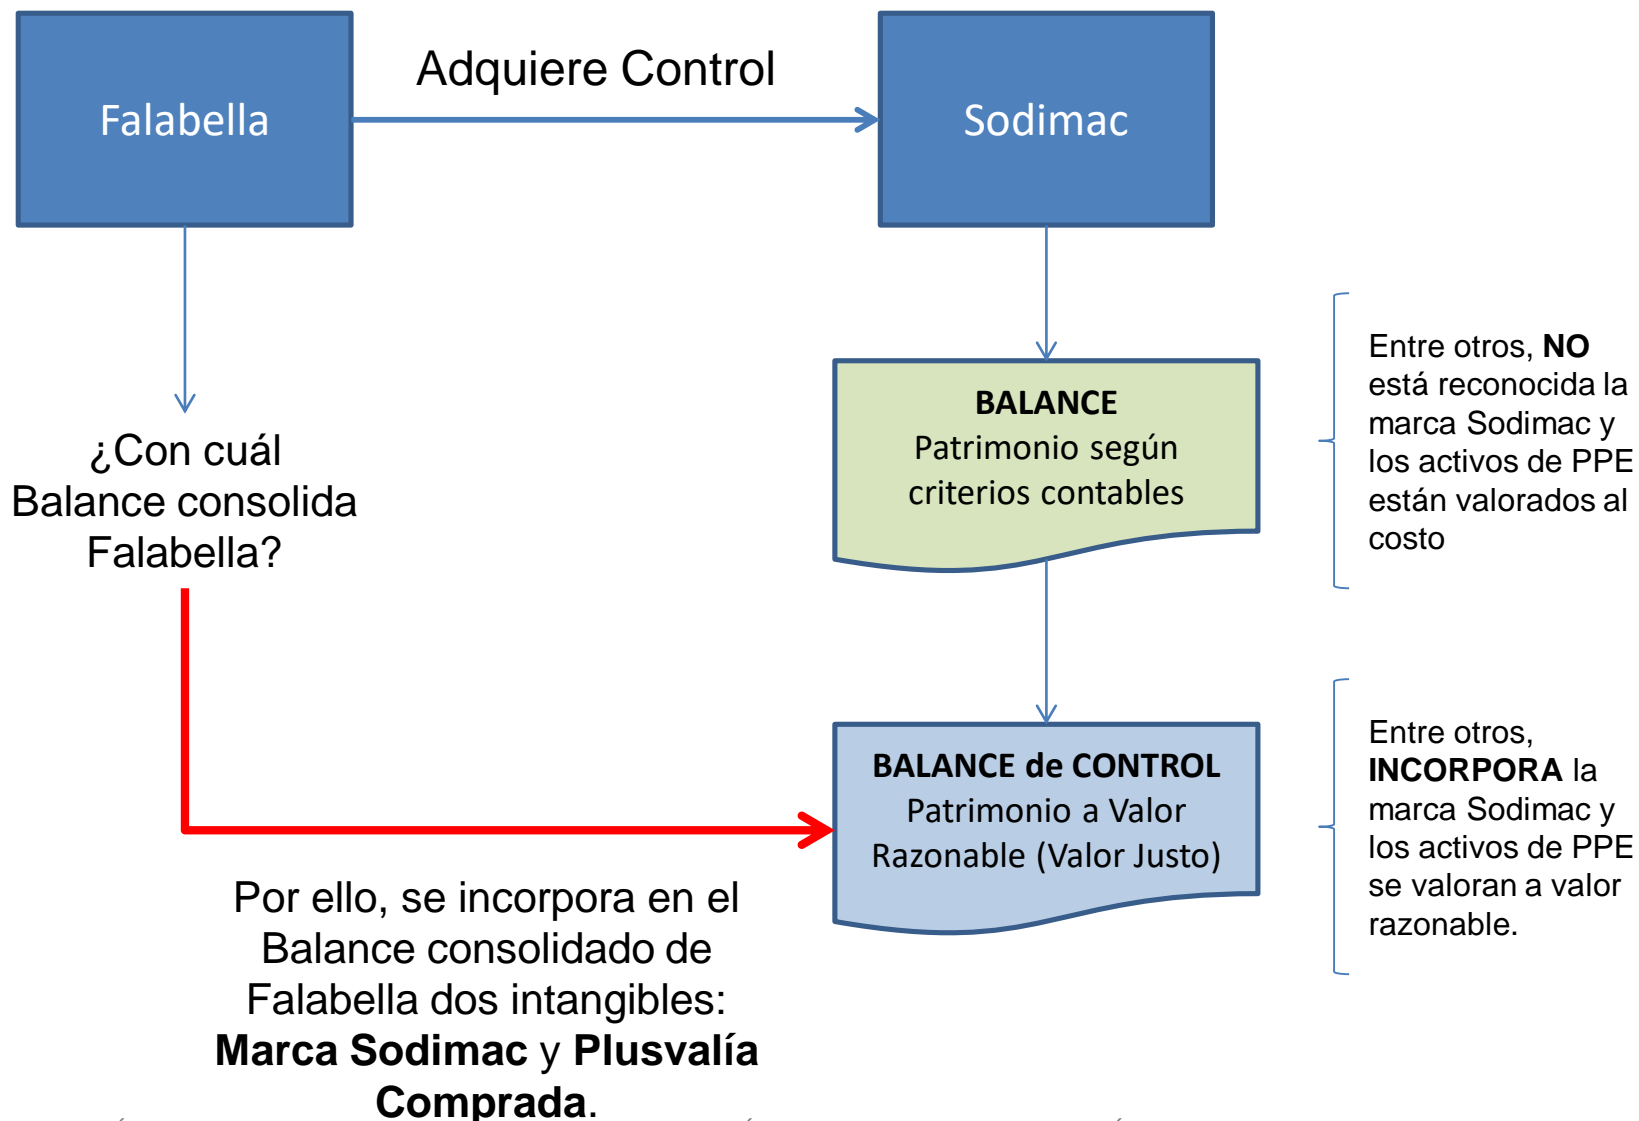 Adquiere Control
Falabella
Sodimac
Entre otros, NO
está reconocida la
marca Sodimac y
los activos de PPE
están valorados al
costo
BALANCE
Patrimonio según
criterios contables
¿Con cuál
Balance consolida
Falabella?
BALANCE de CONTROL
Patrimonio a Valor
Razonable (Valor Justo)
Entre otros,
INCORPORA la
marca Sodimac y
los activos de PPE
se valoran a valor
razonable.
Por ello, se incorpora en el
Balance consolidado de
Falabella dos intangibles:
Marca Sodimac y Plusvalía
Comprada.